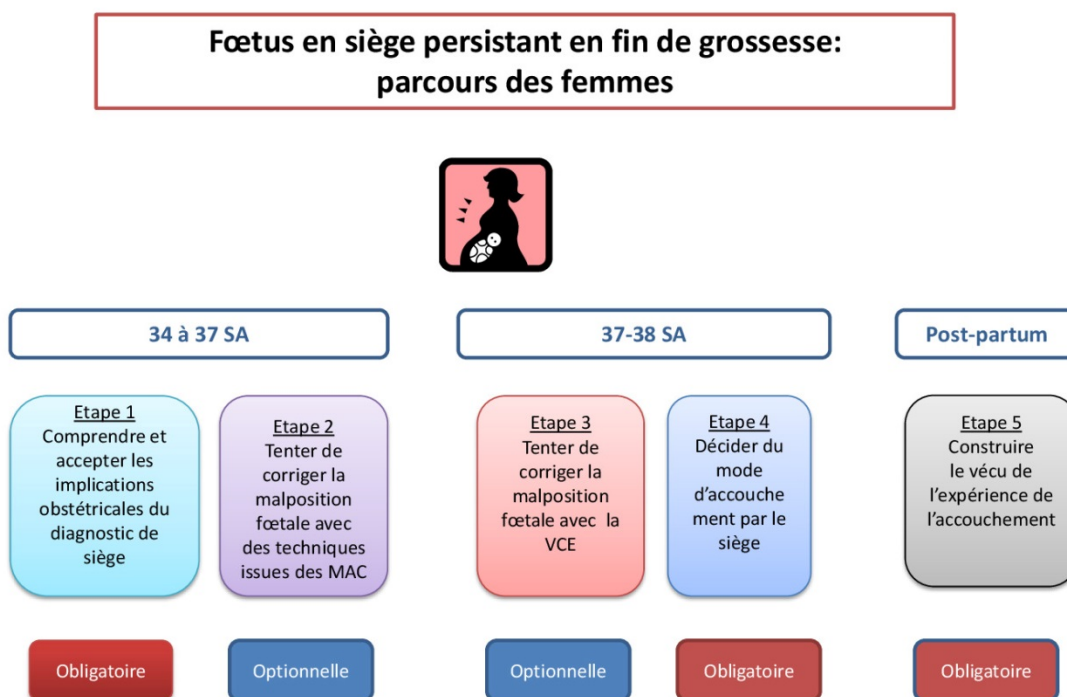 Fœtus en siège persistant en fin de grossesse:
parcours des femmes
34 à 37 SA
37-38 SA
Post-partum
Etape 1
Comprendre et
accepter les
implications
obstétricales du
diagnostic de
siège
Etape 2
Tenter de
corriger la
malposition
fœtale avec
des techniques
issues des MAC
Etape 3
Tenter de
corriger la
malposition
fœtale avec la
VCE
Etape 4
Décider du
mode
d’accouche
ment par le
siège
Etape 5
Construire
le vécu de
l’expérience de
l’accouchement
Obligatoire
Optionnelle
Optionnelle
Obligatoire
Obligatoire